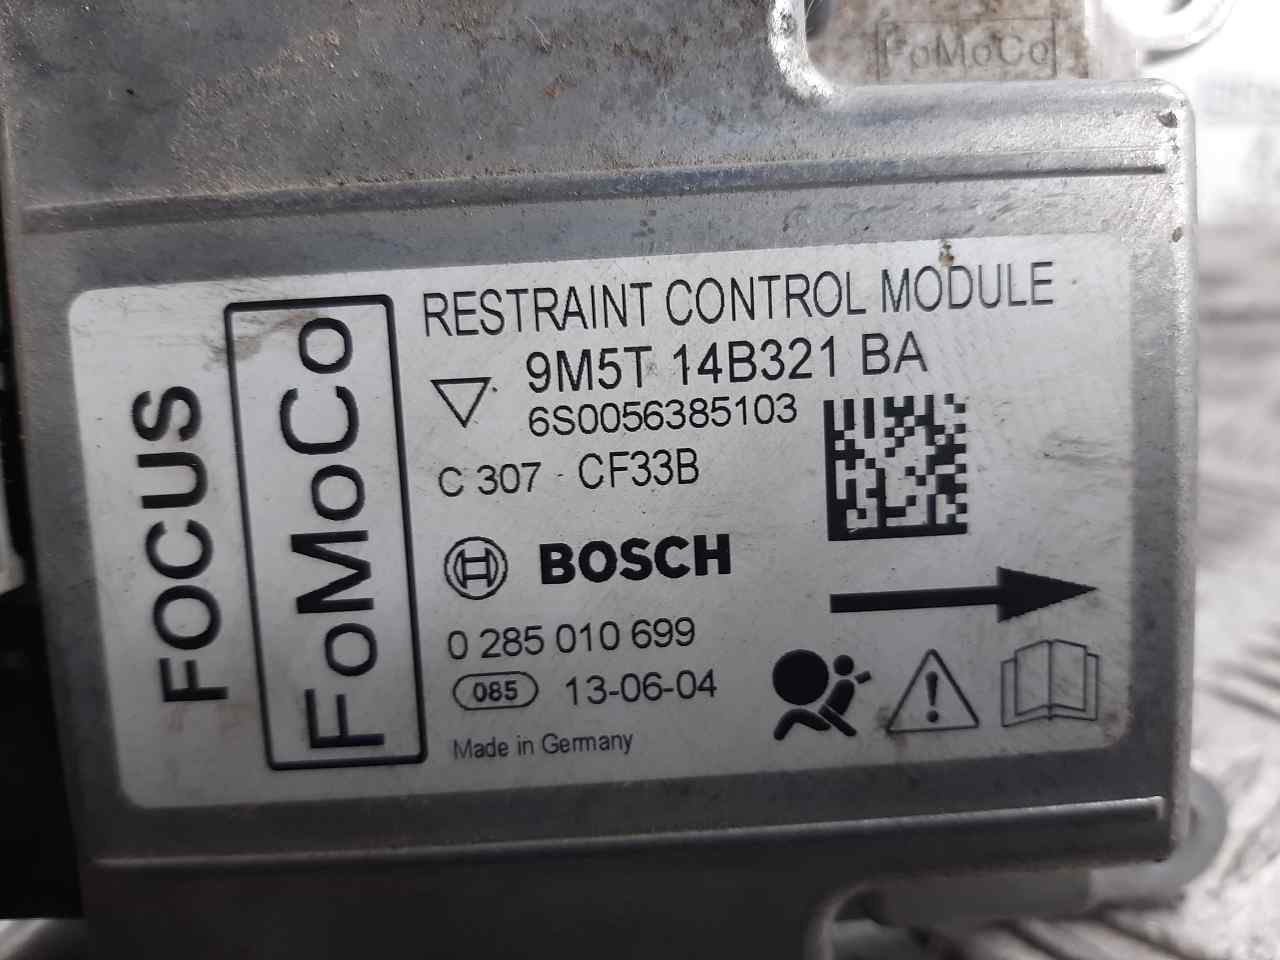 FoMoCo
FOCUS
FoMoCo
RESTRAINT CONTROL MODULE
9M5T 14B321 BA
6S0056385103
C 307 - CF33B
BOSCH
0 285 010 699
085 13-06-04
Made in Germany